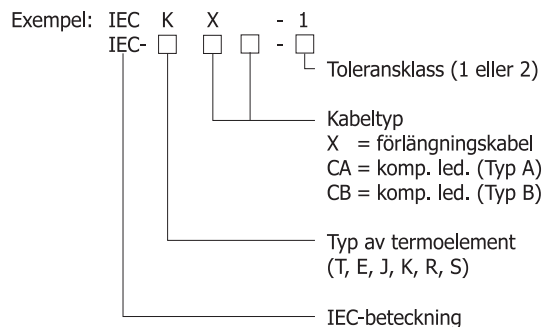 Exempel: IEC K X - 1
IEC- □ □ □ - □
Toleransklass (1 eller 2)
Kabeltyp
X = förlängningskabel
CA = komp. led. (Typ A)
CB = komp. led. (Typ B)
Typ av termoelement
(T, E, J, K, R, S)
IEC-beteckning